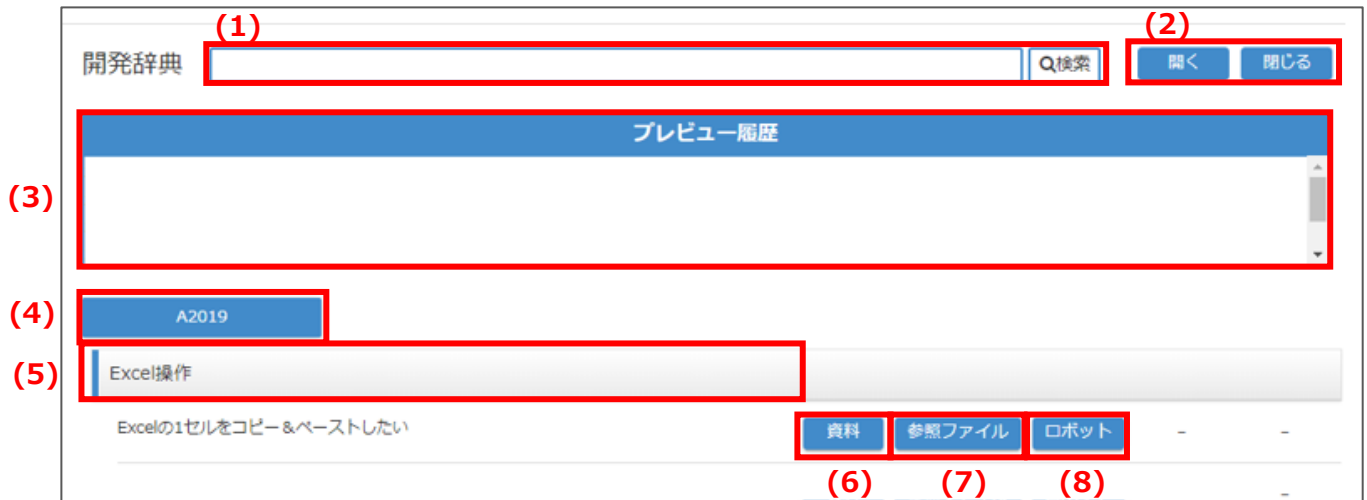 (1)
(2)
開発辞典 検索 開く 閉じる
プレビュー履歴
(3)
(4) A2019
(5) Excel操作
Excelの1セルをコピー&ペーストしたい 資料 参照ファイル ロボット - -
(6) (7) (8)
-